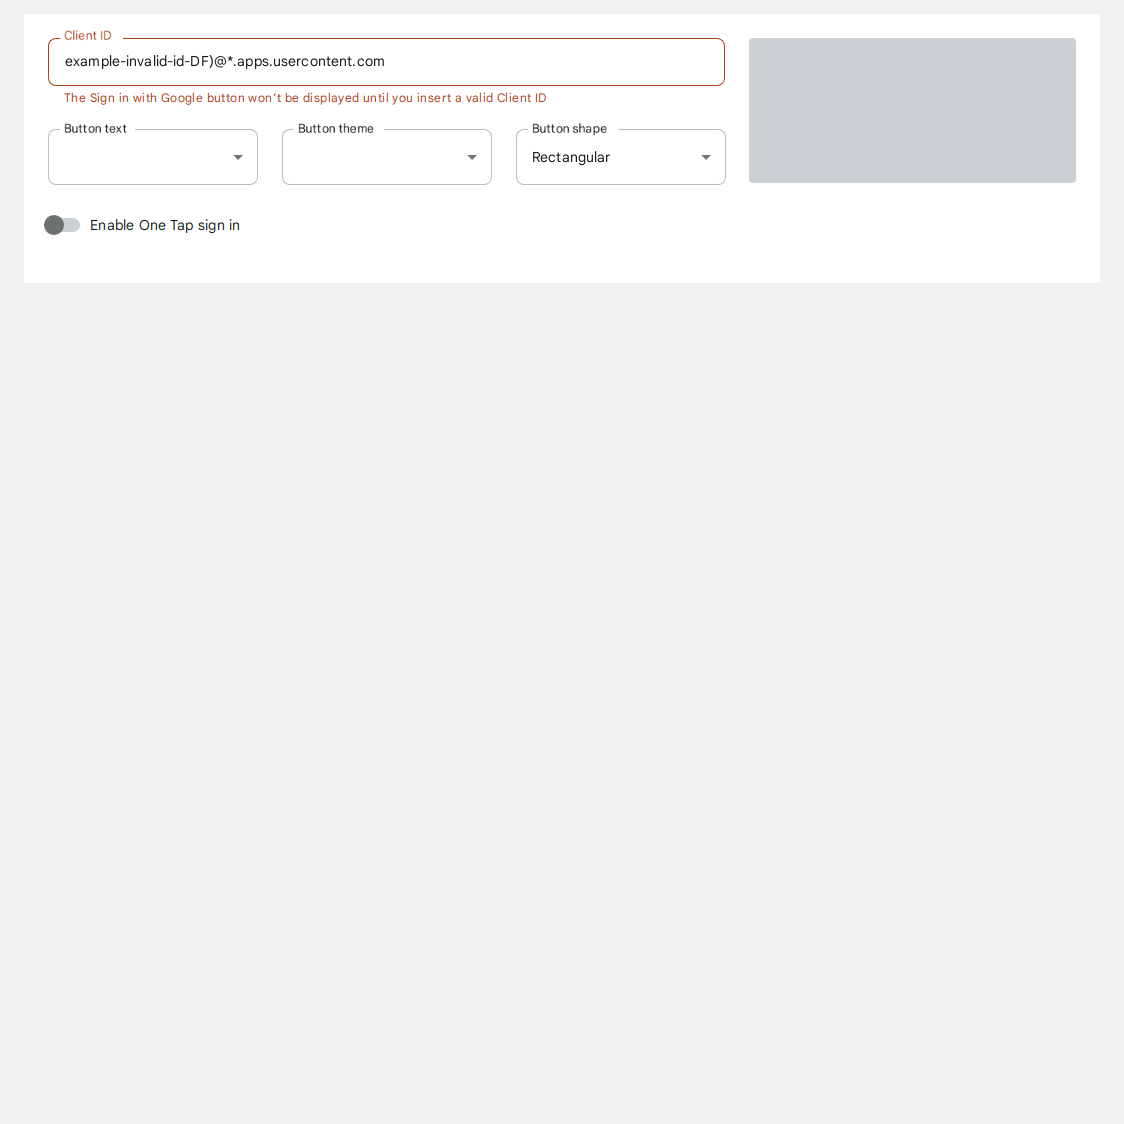 Client ID
example-invalid-id-DF)@*.apps.usercontent.com
The Sign in with Google button won't be displayed until you insert a valid Client ID
Button text
Button theme
Button shape
Rectangular
Enable One Tap sign in